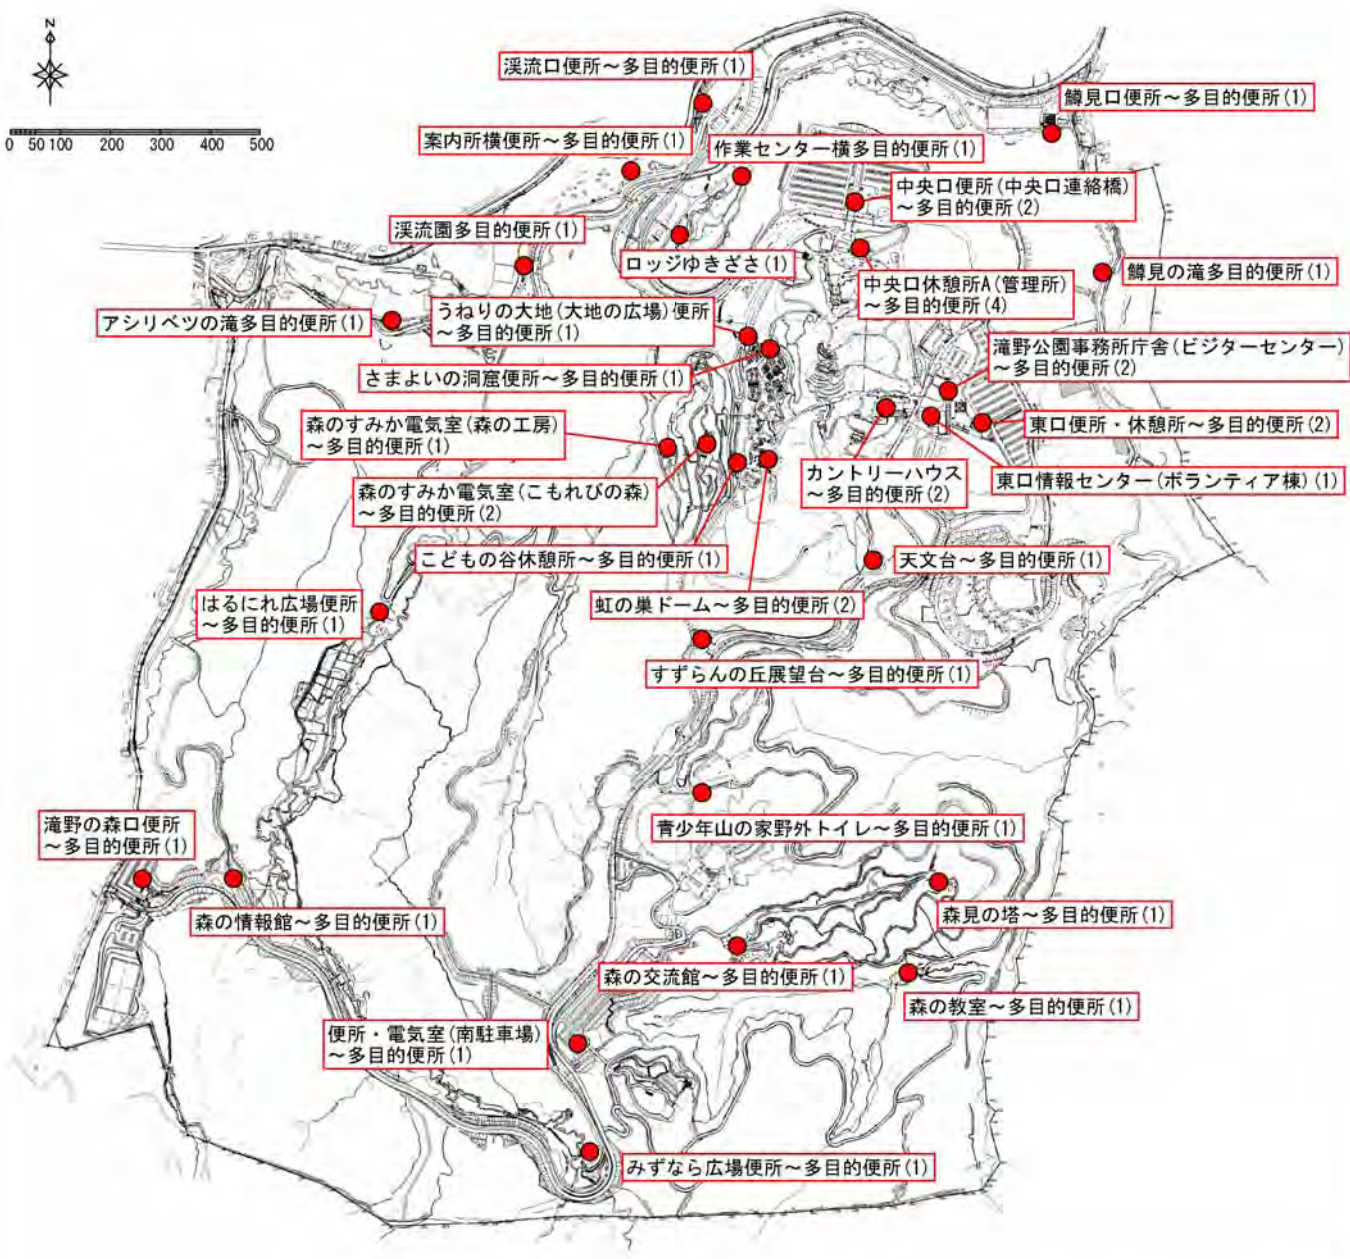 N
0 50 100 200 300 400 500
渓流口便所～多目的便所(1)
鱒見口便所～多目的便所(1)
案内所横便所～多目的便所(1)
作業センター横多目的便所(1)
中央口便所(中央口連絡橋)
～多目的便所(2)
渓流園多目的便所(1)
ロッジゆきざさ(1)
中央口休憩所A(管理所)
～多目的便所(4)
鱒見の滝多目的便所(1)
アシリベツの滝多目的便所(1)
うねりの大地(大地の広場)便所
～多目的便所(1)
滝野公園事務所庁舎(ビジターセンター)
～多目的便所(2)
さまよいの洞窟便所～多目的便所(1)
森のすみか電気室(森の工房)
～多目的便所(1)
東口便所・休憩所～多目的便所(2)
カントリーハウス
～多目的便所(2)
東口情報センター(ボランティア棟)(1)
森のすみか電気室(こもれびの森)
～多目的便所(2)
こどもの谷休憩所～多目的便所(1)
天文台～多目的便所(1)
はるにれ広場便所
～多目的便所(1)
虹の巣ドーム～多目的便所(2)
すずらんの丘展望台～多目的便所(1)
滝野の森口便所
～多目的便所(1)
青少年山の家野外トイレ～多目的便所(1)
森の情報館～多目的便所(1)
森見の塔～多目的便所(1)
森の交流館～多目的便所(1)
森の教室～多目的便所(1)
便所・電気室(南駐車場)
～多目的便所(1)
みずなら広場便所～多目的便所(1)